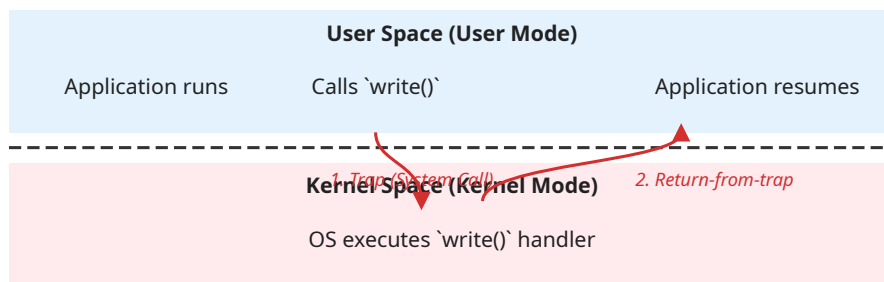 User Space (User Mode)
Application runs
Calls `write()`
Application resumes
1. Trap (System Call)
2. Return-from-trap
Kernel Space (Kernel Mode)
OS executes `write()` handler